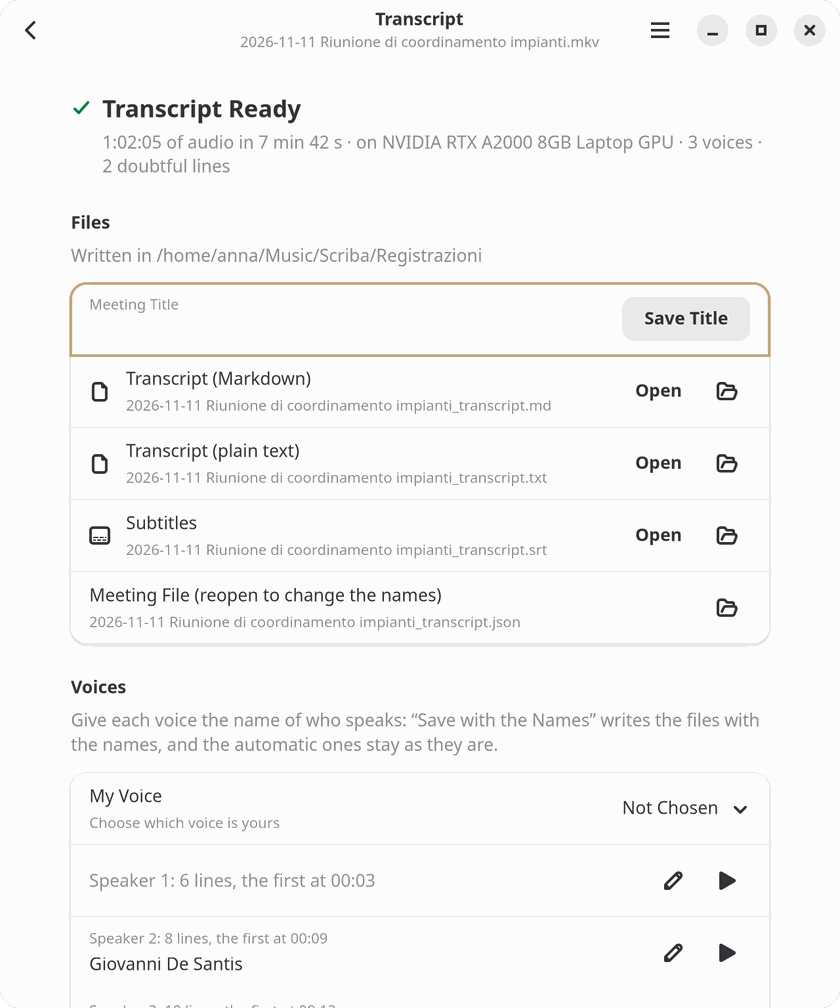 Transcript
2026-11-11 Riunione di coordinamento impianti.mkv
Transcript Ready
1:02:05 of audio in 7 min 42 s · on NVIDIA RTX A2000 8GB Laptop GPU · 3 voices ·
2 doubtful lines
Files
Written in /home/anna/Music/Scriba/Registrazioni
Meeting Title
Save Title
Transcript (Markdown)
2026-11-11 Riunione di coordinamento impianti_transcript.md
Open
Transcript (plain text)
2026-11-11 Riunione di coordinamento impianti_transcript.txt
Open
Subtitles
2026-11-11 Riunione di coordinamento impianti_transcript.srt
Open
Meeting File (reopen to change the names)
2026-11-11 Riunione di coordinamento impianti_transcript.json
Voices
Give each voice the name of who speaks: “Save with the Names” writes the files with
the names, and the automatic ones stay as they are.
My Voice
Choose which voice is yours
Not Chosen
Speaker 1: 6 lines, the first at 00:03
Speaker 2: 8 lines, the first at 00:09
Giovanni De Santis